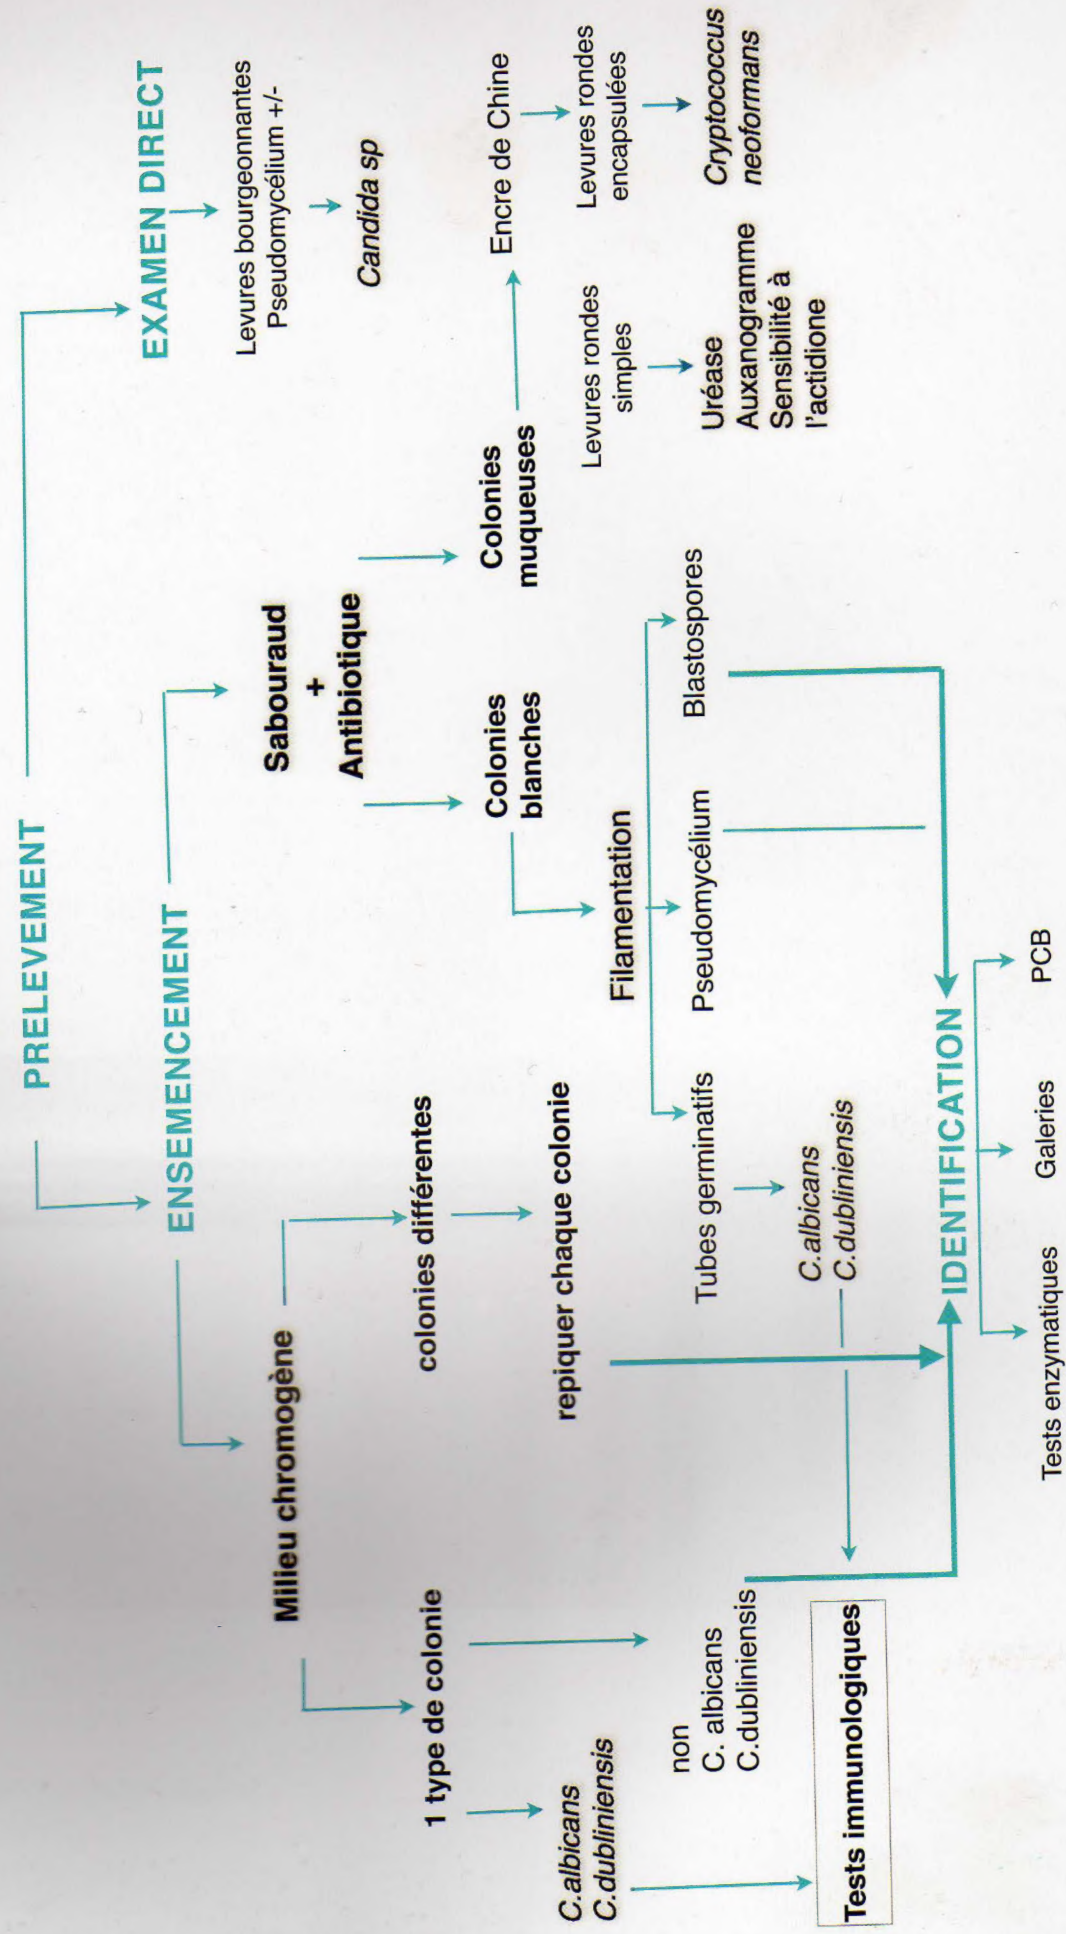 PRELEVEMENT
ENSEMENCEMENT
EXAMEN DIRECT
Levures bourgeonnantes
Pseudomycélium +/-
Candida sp
Milieu chromogène
Sabouraud
+
Antibiotique
1 type de colonie
colonies différentes
Colonies
blanches
Colonies
muqueuses
Encre de Chine
C.albicans
C.dubliniensis
repiquer chaque colonie
Filamentation
Levures rondes
simples
Levures rondes
encapsulées
non
C. albicans
C.dubliniensis
Tubes germinatifs
Pseudomycélium
Blastospores
Uréase
Auxanogramme
Sensibilité à
l'actidione
Cryptococcus
neoformans
C.albicans
C.dubliniensis
Tests immunologiques
IDENTIFICATION
Tests enzymatiques
Galeries
PCB